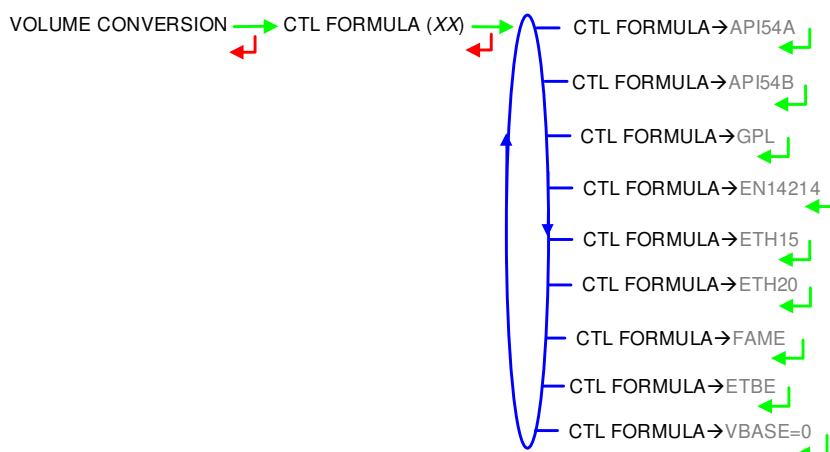 VOLUME CONVERSION CTL FORMULA (XX) CTL FORMULA→API54A
CTL FORMULA→API54B
CTL FORMULA→GPL
CTL FORMULA→EN14214
CTL FORMULA→ETH15
CTL FORMULA→ETH20
CTL FORMULA→FAME
CTL FORMULA→ETBE
CTL FORMULA→VBASE=0